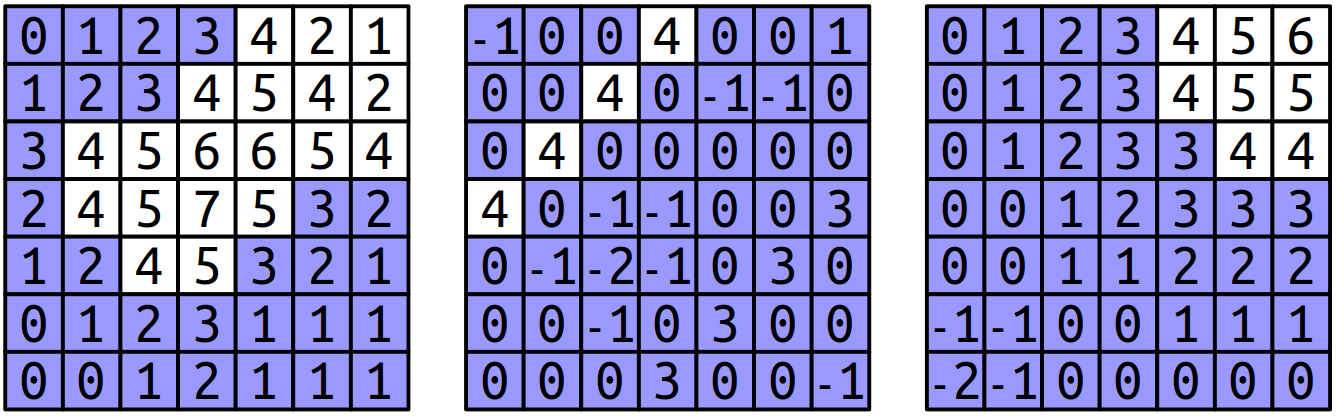 0 1 2 3 4 2 1 -1 0 0 4 0 0 1 0 1 2 3 4 5 6
1 2 3 4 5 4 2 0 0 4 0 -1 -1 0 0 1 2 3 4 5 5
3 4 5 6 6 5 4 0 4 0 0 0 0 0 0 1 2 3 3 4 4
2 4 5 7 5 3 2 4 0 -1 -1 0 0 3 0 0 1 2 3 3 3
1 2 4 5 3 2 1 0 -1 -2 -1 0 3 0 0 0 1 1 2 2 2
0 1 2 3 1 1 1 0 0 -1 0 3 0 0 -1 -1 0 0 1 1 1
0 0 1 2 1 1 1 0 0 0 3 0 0 -1 -2 -1 0 0 0 0 0